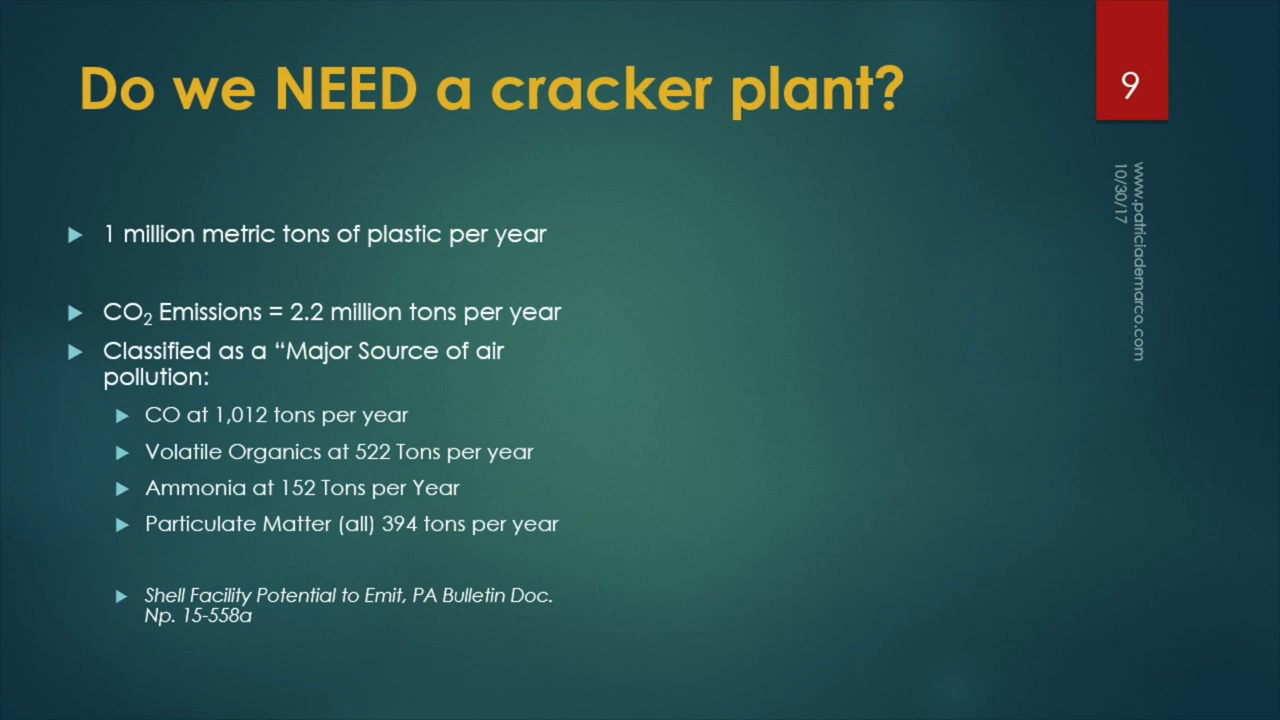 Do we NEED a cracker plant?
9
www.patriciademarco.com
10/30/17
1 million metric tons of plastic per year
CO₂ Emissions = 2.2 million tons per year
Classified as a “Major Source of air
pollution:
CO at 1,012 tons per year
Volatile Organics at 522 Tons per year
Ammonia at 152 Tons per Year
Particulate Matter (all) 394 tons per year
Shell Facility Potential to Emit, PA Bulletin Doc.
Np. 15-558a